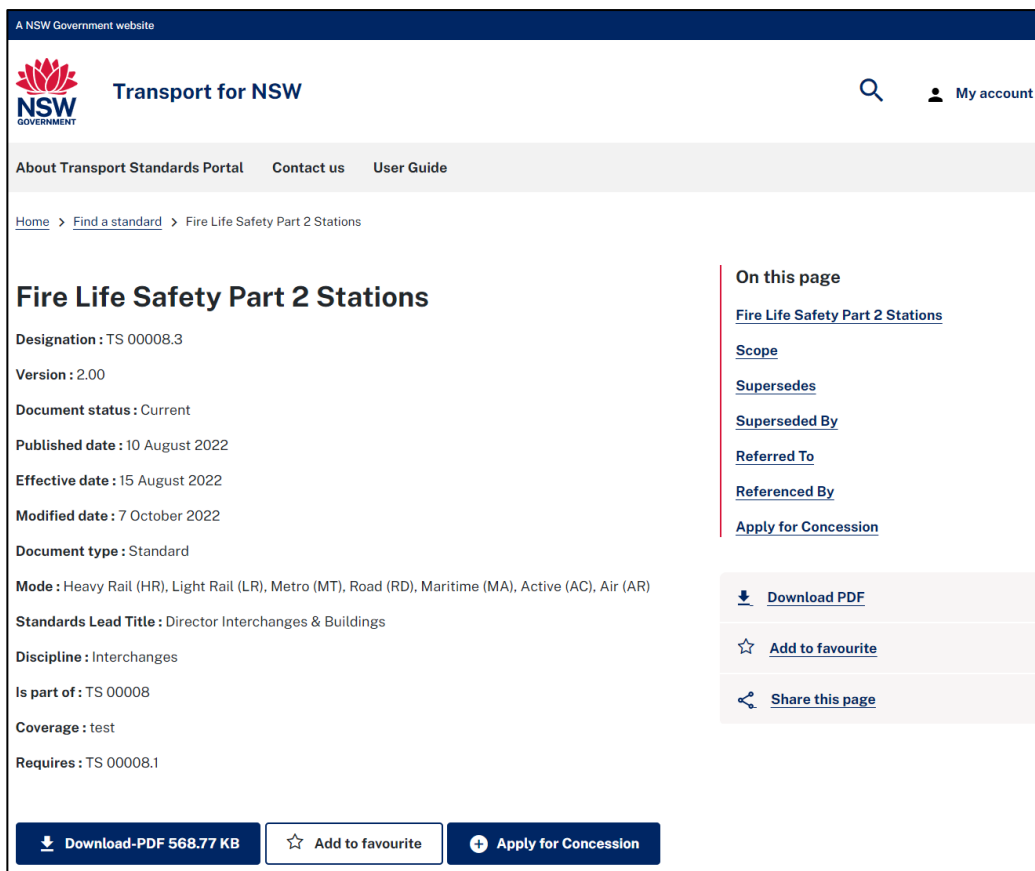 A NSW Government website
NSW
GOVERNMENT
Transport for NSW
My account
About Transport Standards Portal Contact us User Guide
Home > Find a standard > Fire Life Safety Part 2 Stations
Fire Life Safety Part 2 Stations
Designation : TS 00008.3
Version : 2.00
Document status : Current
Published date : 10 August 2022
Effective date : 15 August 2022
Modified date : 7 October 2022
Document type : Standard
Mode : Heavy Rail (HR), Light Rail (LR), Metro (MT), Road (RD), Maritime (MA), Active (AC), Air (AR)
Standards Lead Title : Director Interchanges & Buildings
Discipline : Interchanges
Is part of : TS 00008
Coverage : test
Requires : TS 00008.1
Download-PDF 568.77 KB Add to favourite Apply for Concession
On this page
Fire Life Safety Part 2 Stations
Scope
Supersedes
Superseded By
Referred To
Referenced By
Apply for Concession
Download PDF
Add to favourite
Share this page